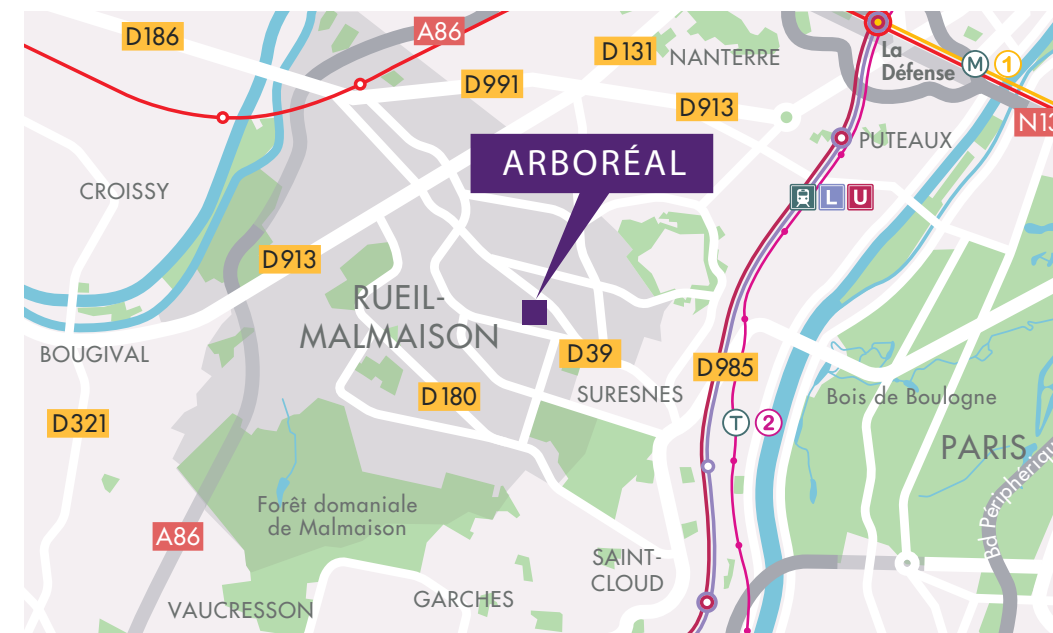 D186
A86
D131
NANTERRE
La
Défense
M 1
D991
D913
N13
PUTEAUX
ARBORÉAL
CROISSY
L U
D913
RUEIL-
MALMAISON
BOUGIVAL
D39
D985
D180
SURESNES
Bois de Boulogne
D321
T 2
PARIS
Bd Périphérique
Forêt domaniale
de Malmaison
A86
SAINT-
CLOUD
GARCHES
VAUCRESSON